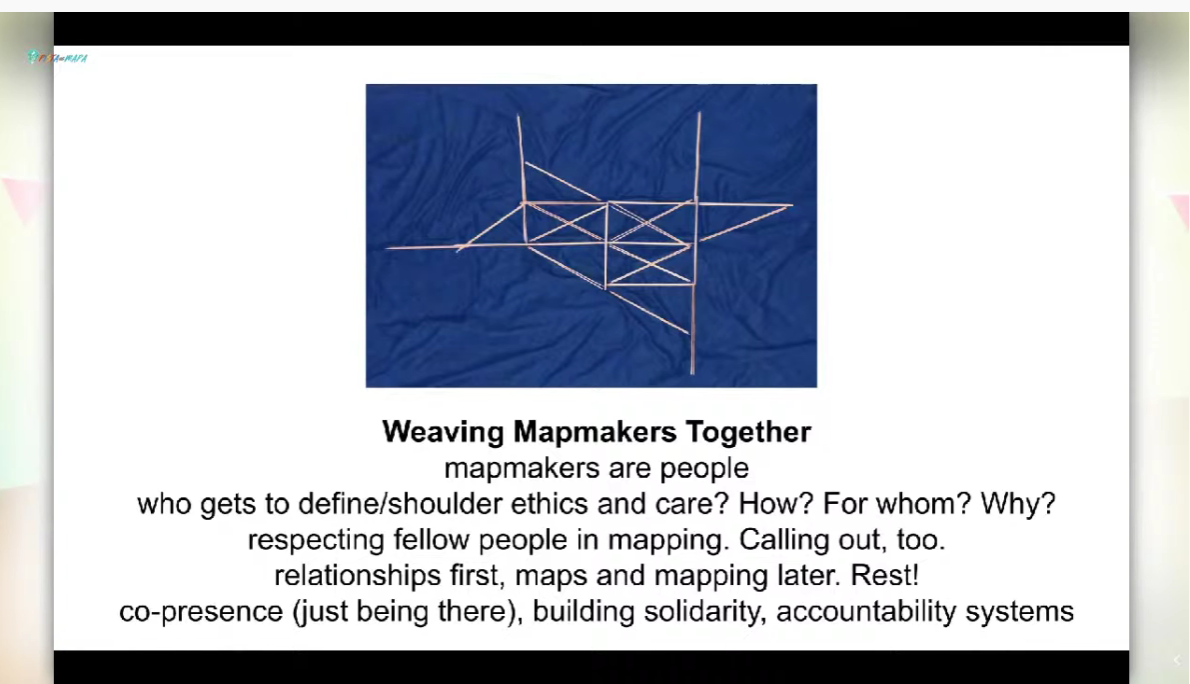 PISTA=MAPA
Weaving Mapmakers Together
mapmakers are people
who gets to define/shoulder ethics and care? How? For whom? Why?
respecting fellow people in mapping. Calling out, too.
relationships first, maps and mapping later. Rest!
co-presence (just being there), building solidarity, accountability systems